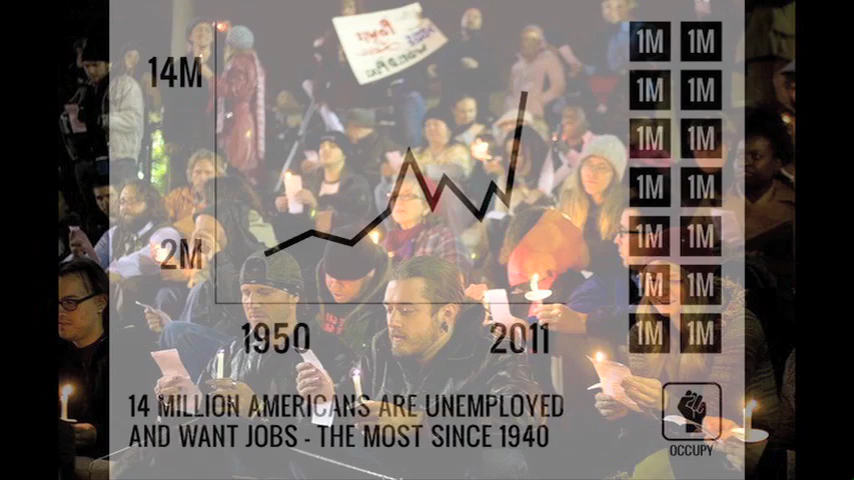 14M
2M
1950 2011
1M 1M
1M 1M
1M 1M
1M 1M
1M 1M
1M 1M
1M 1M
14 MILLION AMERICANS ARE UNEMPLOYED
AND WANT JOBS - THE MOST SINCE 1940
OCCUPY